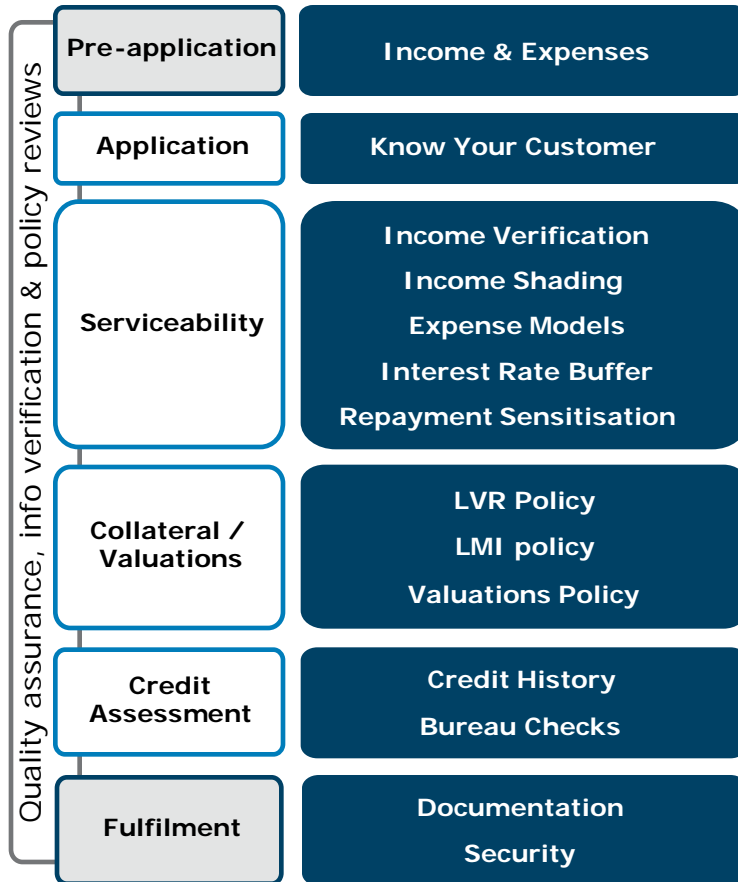 Quality assurance, info verification & policy reviews
Pre-application
Income & Expenses
Application
Know Your Customer
Serviceability
Income Verification
Income Shading
Expense Models
Interest Rate Buffer
Repayment Sensitisation
Collateral /
Valuations
LVR Policy
LMI policy
Valuations Policy
Credit
Assessment
Credit History
Bureau Checks
Fulfilment
Documentation
Security